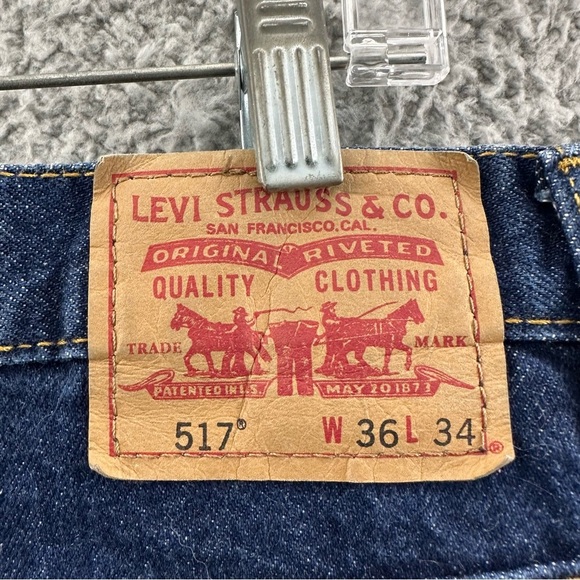 LEVI STRAUSS & CO.
SAN FRANCISCO, CAL.
ORIGINAL RIVETED
QUALITY CLOTHING
TRADE MARK
PATENTED IN U.S. MAY 20 1873
517® W 36 L 34
®